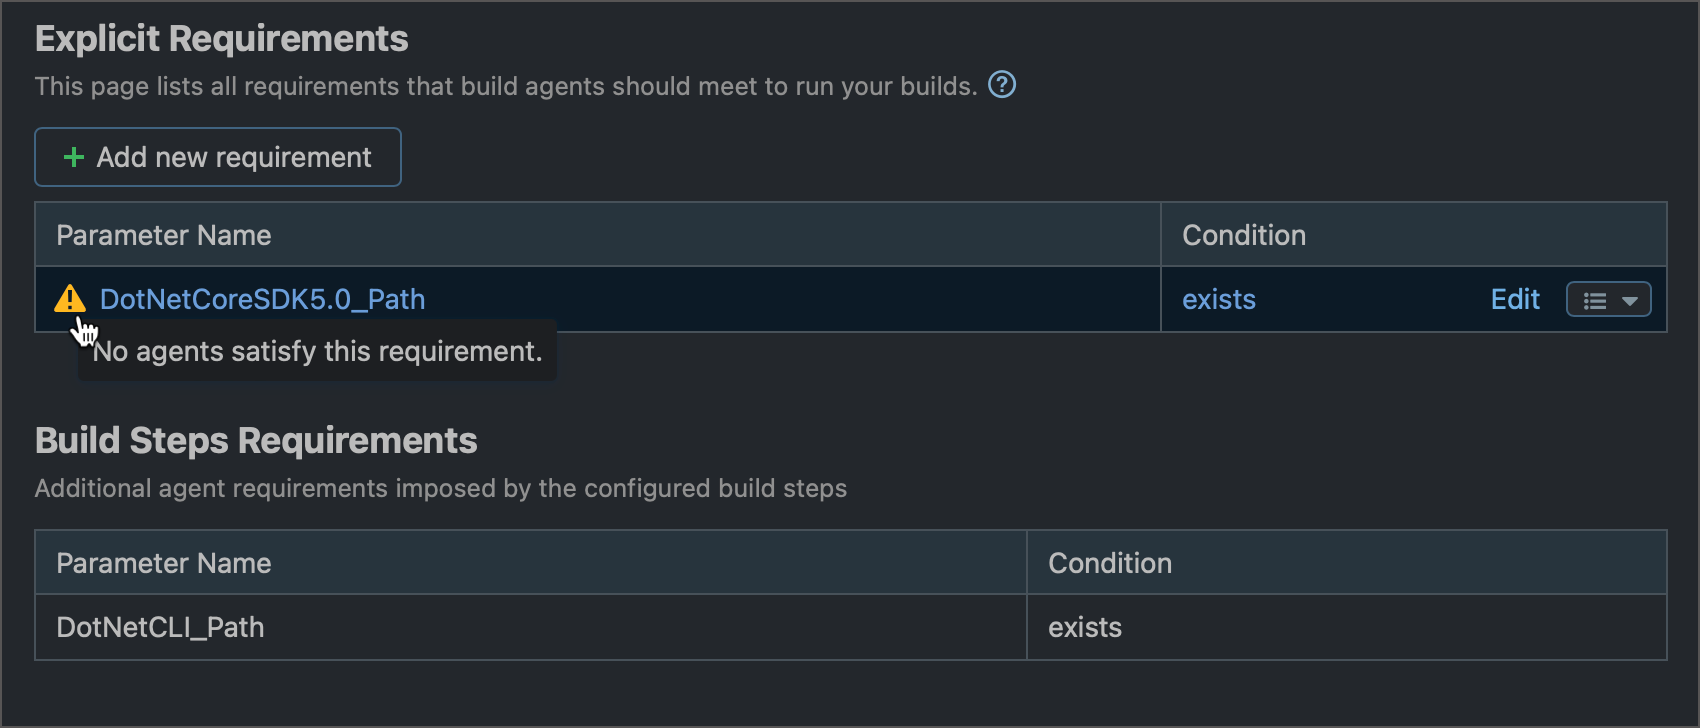 Explicit Requirements
This page lists all requirements that build agents should meet to run your builds. ?
+ Add new requirement
Parameter Name Condition
DotNetCoreSDK5.0_Path exists Edit
No agents satisfy this requirement.
Build Steps Requirements
Additional agent requirements imposed by the configured build steps
Parameter Name Condition
DotNetCLI_Path exists